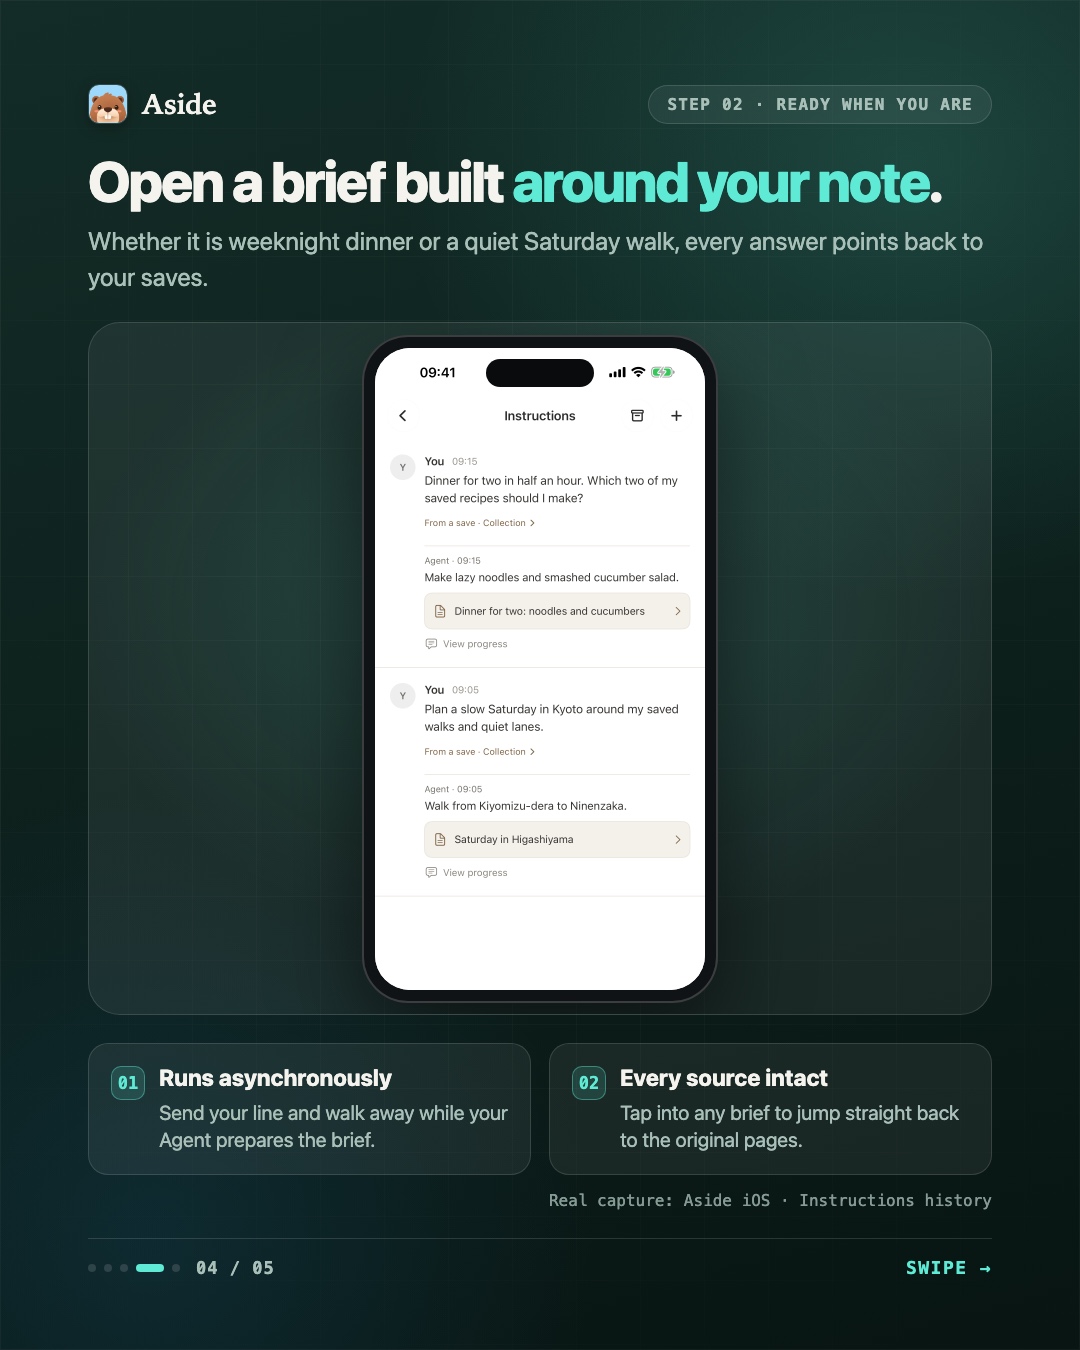 Aside
STEP 02 · READY WHEN YOU ARE
Open a brief built around your note.
Whether it is weeknight dinner or a quiet Saturday walk, every answer points back to
your saves.
09:41
Instructions
Y
You 09:15
Dinner for two in half an hour. Which two of my
saved recipes should I make?
From a save · Collection >
Agent · 09:15
Make lazy noodles and smashed cucumber salad.
Dinner for two: noodles and cucumbers >
View progress
Y
You 09:05
Plan a slow Saturday in Kyoto around my saved
walks and quiet lanes.
From a save · Collection >
Agent · 09:05
Walk from Kiyomizu-dera to Ninenzaka.
Saturday in Higashiyama >
View progress
01 Runs asynchronously
Send your line and walk away while your
Agent prepares the brief.
02 Every source intact
Tap into any brief to jump straight back
to the original pages.
Real capture: Aside iOS · Instructions history
04 / 05
SWIPE →